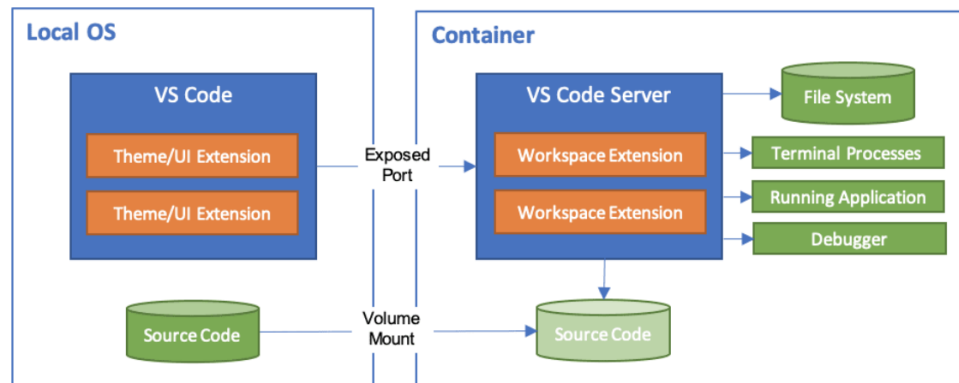 Local OS
VS Code
Theme/UI Extension
Theme/UI Extension
Source Code
Exposed
Port
Volume
Mount
Container
VS Code Server
Workspace Extension
Workspace Extension
File System
Terminal Processes
Running Application
Debugger
Source Code